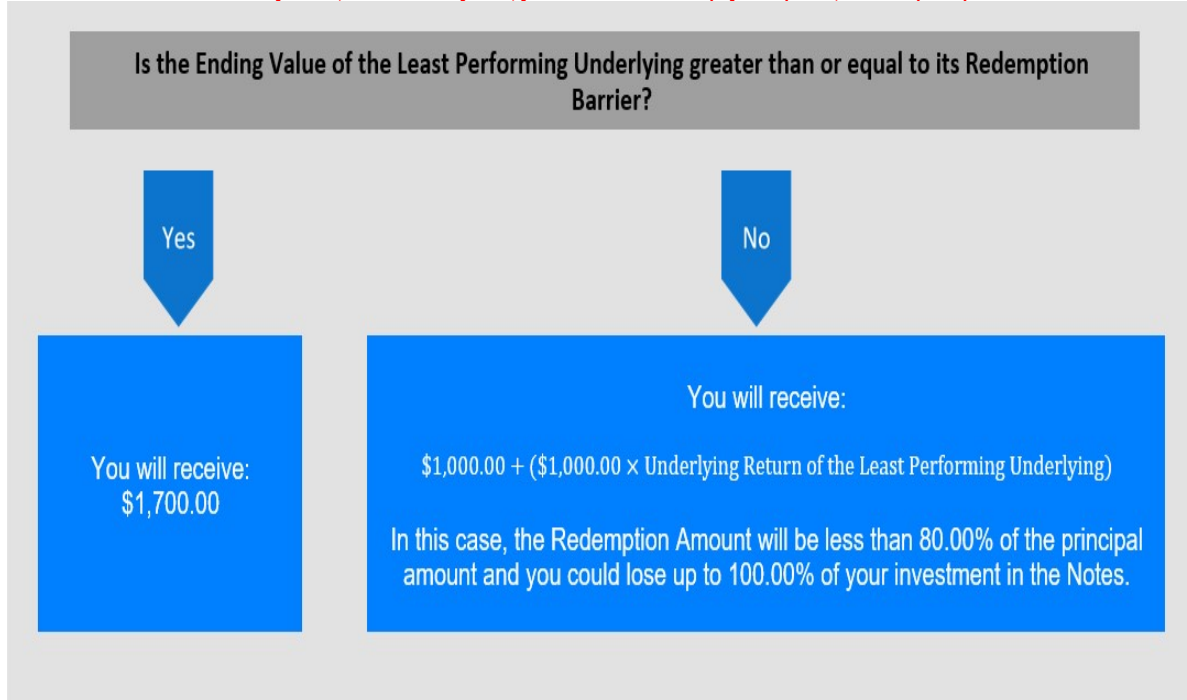 Is the Ending Value of the Least Performing Underlying greater than or equal to its Redemption
Barrier?
Yes
No
You will receive:
$1,700.00
You will receive:
$1,000.00 + ($1,000.00 × Underlying Return of the Least Performing Underlying)
In this case, the Redemption Amount will be less than 80.00% of the principal
amount and you could lose up to 100.00% of your investment in the Notes.